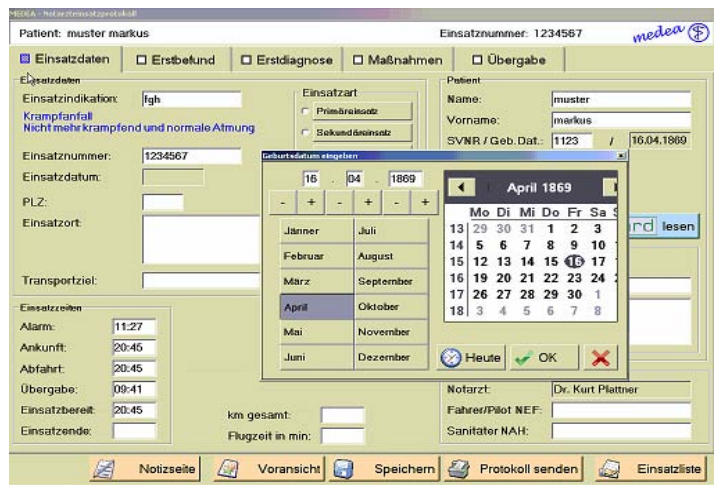 MEDEA - Notarzteinsatzprotokoll
Patient: muster markus
Einsatznummer: 1234567
medea
Einsatzdaten
Erstbefund
Erstdiagnose
Maßnahmen
Übergabe
Einsatzdaten
Einsatzindikation: fgh
Krampfanfall
Nicht mehr krampfend und normale Atmung
Einsatznummer: 1234567
Einsatzdatum:
PLZ:
Einsatzort:
Transportziel:
Einsatzart
Primäreinsatz
Sekundäreinsatz
Patient
Name: muster
Vorname: markus
SVNR / Geb.Dat.: 1123 / 16.04.1869
rd lesen
Geburtsdatum eingeben
16 . 04 . 1869
- + - + - +
Jänner Juli
Februar August
März September
April Oktober
Mai November
Juni Dezember
April 1869
Mo Di Mi Do Fr Sa
13 29 30 31 1 2 3
14 5 6 7 8 9 10
15 12 13 14 15 16 17
16 19 20 21 22 23 24
17 26 27 28 29 30 1
18 3 4 5 6 7 8
Heute
OK
Einsatzzeiten
Alarm: 11:27
Ankunft: 20:45
Abfahrt: 20:45
Übergabe: 09:41
Einsatzbereit: 20:45
Einsatzende:
km gesamt:
Flugzeit in min:
Notarzt: Dr. Kurt Plattner
Fahrer/Pilot NEF:
Sanitäter NAH:
Notizseite
Voransicht
Speichern
Protokoll senden
Einsatzliste